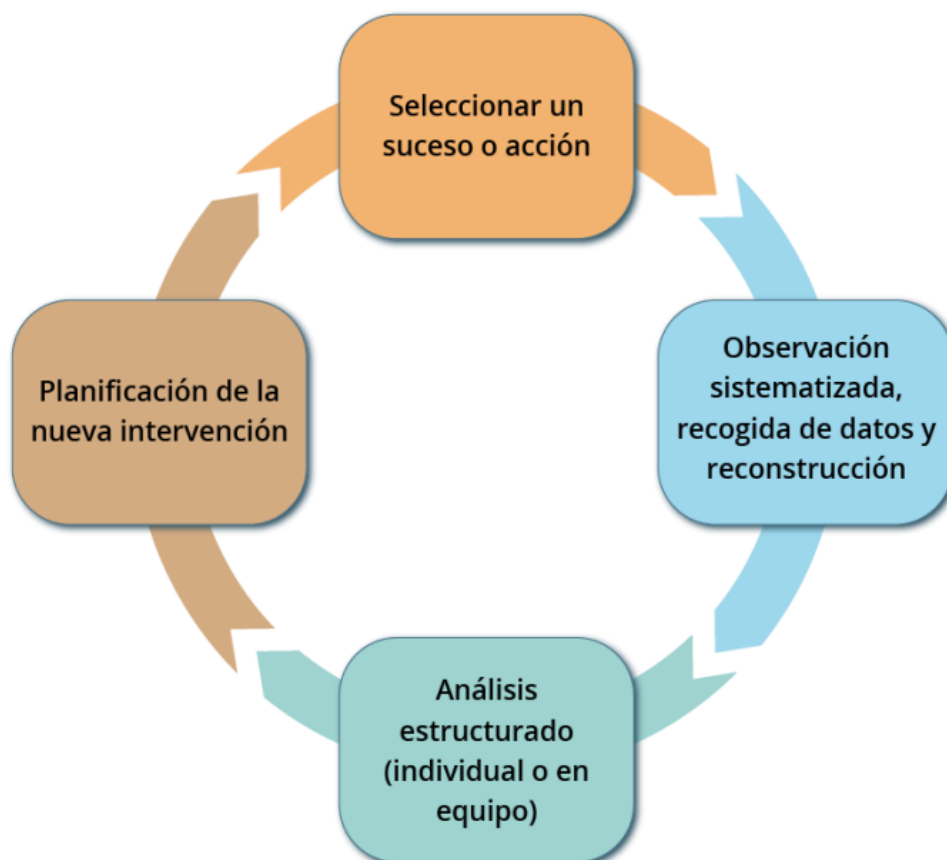 Seleccionar un
suceso o acción
Observación
sistematizada,
recogida de datos y
reconstrucción
Planificación de la
nueva intervención
Análisis
estructurado
(individual o en
equipo)